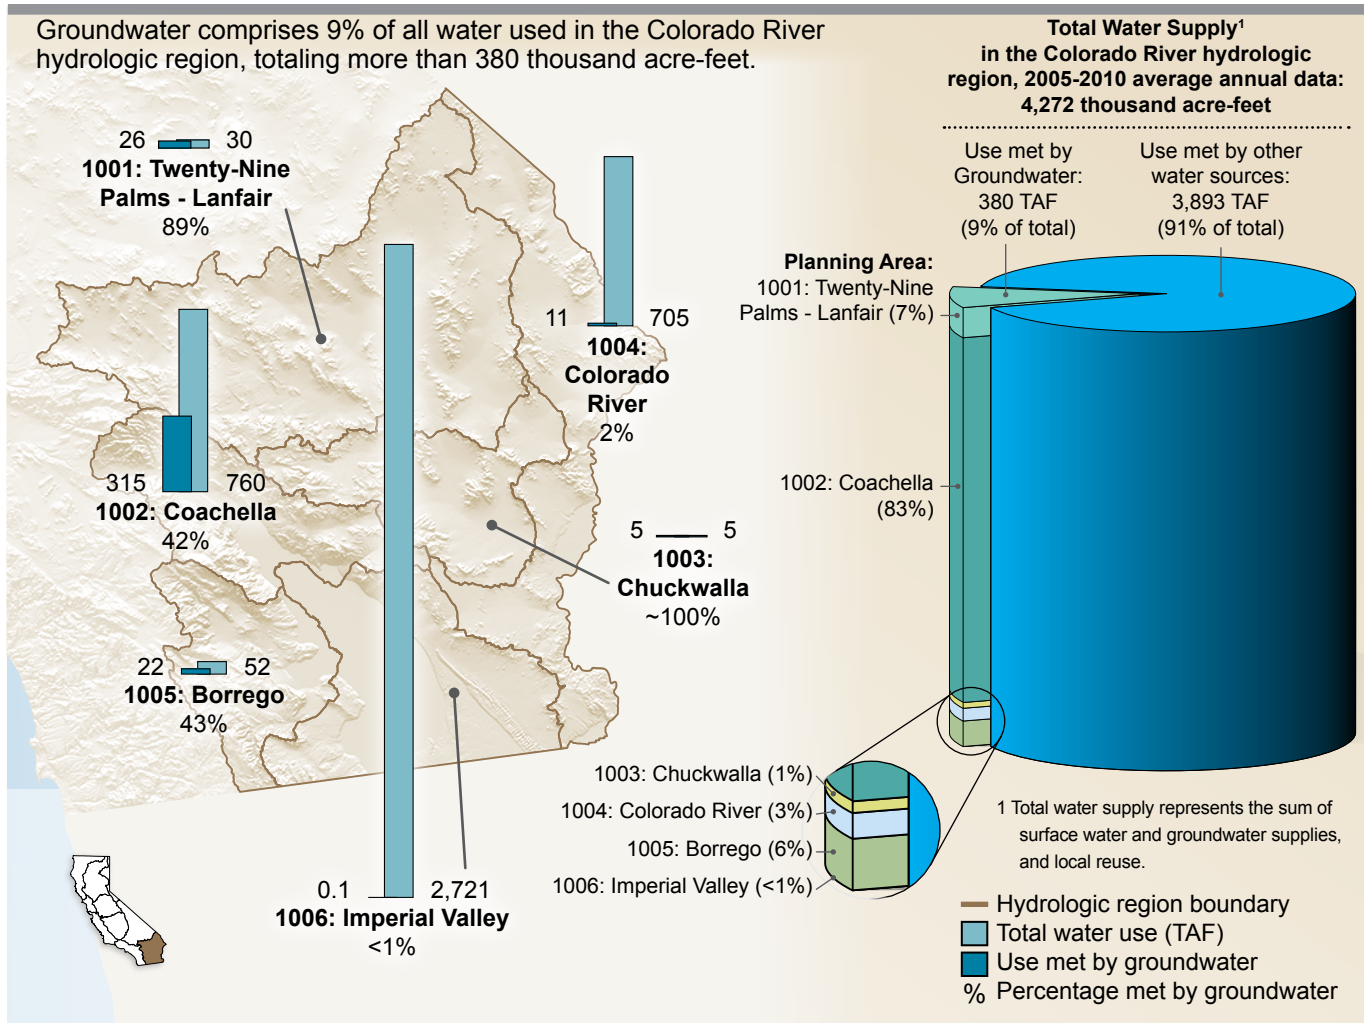 Groundwater comprises 9% of all water used in the Colorado River
hydrologic region, totaling more than 380 thousand acre-feet.
26 30
1001: Twenty-Nine
Palms - Lanfair
89%
11 705
1004:
Colorado
River
2%
315 760
1002: Coachella
42%
5 5
1003:
Chuckwalla
~100%
22 52
1005: Borrego
43%
0.1 2,721
1006: Imperial Valley
<1%
Total Water Supply¹
in the Colorado River hydrologic
region, 2005-2010 average annual data:
4,272 thousand acre-feet
Use met by
Groundwater:
380 TAF
(9% of total)
Use met by other
water sources:
3,893 TAF
(91% of total)
Planning Area:
1001: Twenty-Nine
Palms - Lanfair (7%)
1002: Coachella
(83%)
1003: Chuckwalla (1%)
1004: Colorado River (3%)
1005: Borrego (6%)
1006: Imperial Valley (<1%)
1 Total water supply represents the sum of
surface water and groundwater supplies,
and local reuse.
Hydrologic region boundary
Total water use (TAF)
Use met by groundwater
% Percentage met by groundwater